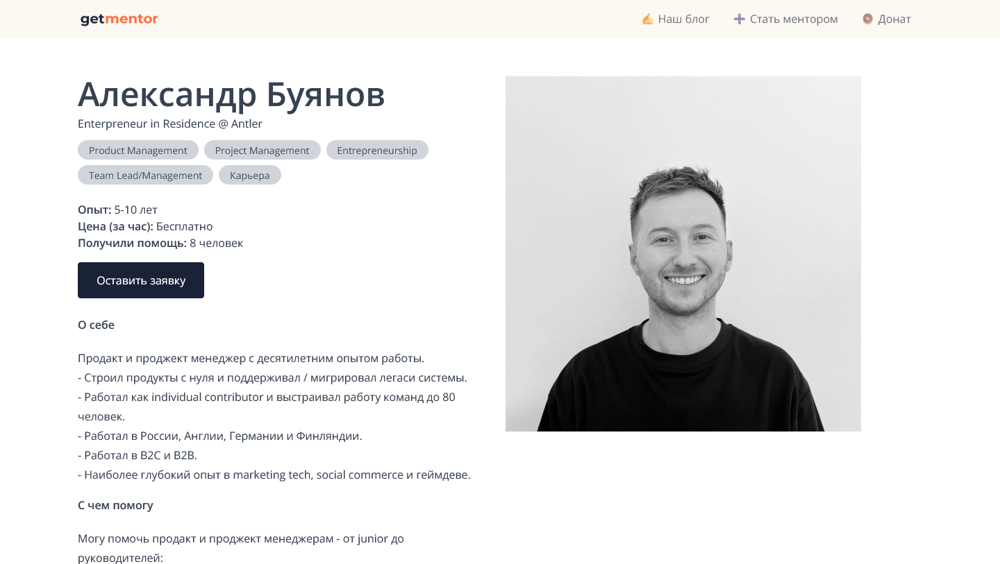 getmentor
✍️ Наш блог
➕ Стать ментором
🍩 Донат
Александр Буянов
Enterpreneur in Residence @ Antler
Product Management
Project Management
Entrepreneurship
Team Lead/Management
Карьера
Опыт: 5-10 лет
Цена (за час): Бесплатно
Получили помощь: 8 человек
Оставить заявку
О себе
Продакт и проджект менеджер с десятилетним опытом работы.
- Строил продукты с нуля и поддерживал / мигрировал легаси системы.
- Работал как individual contributor и выстраивал работу команд до 80
человек.
- Работал в России, Англии, Германии и Финляндии.
- Работал в B2C и B2B.
- Наиболее глубокий опыт в marketing tech, social commerce и геймдеве.
С чем помогу
Могу помочь продакт и проджект менеджерам - от junior до
руководителей: